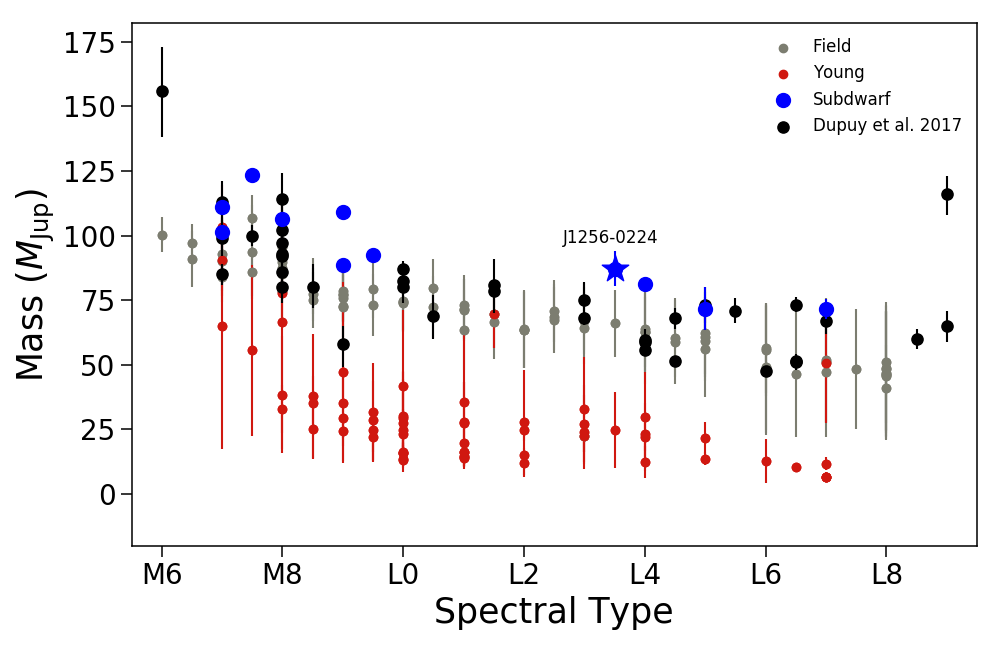 175
150
125
100
75
50
25
0
Mass (M_Jup)
Field
Young
Subdwarf
Dupuy et al. 2017
J1256-0224
M6 M8 L0 L2 L4 L6 L8
Spectral Type